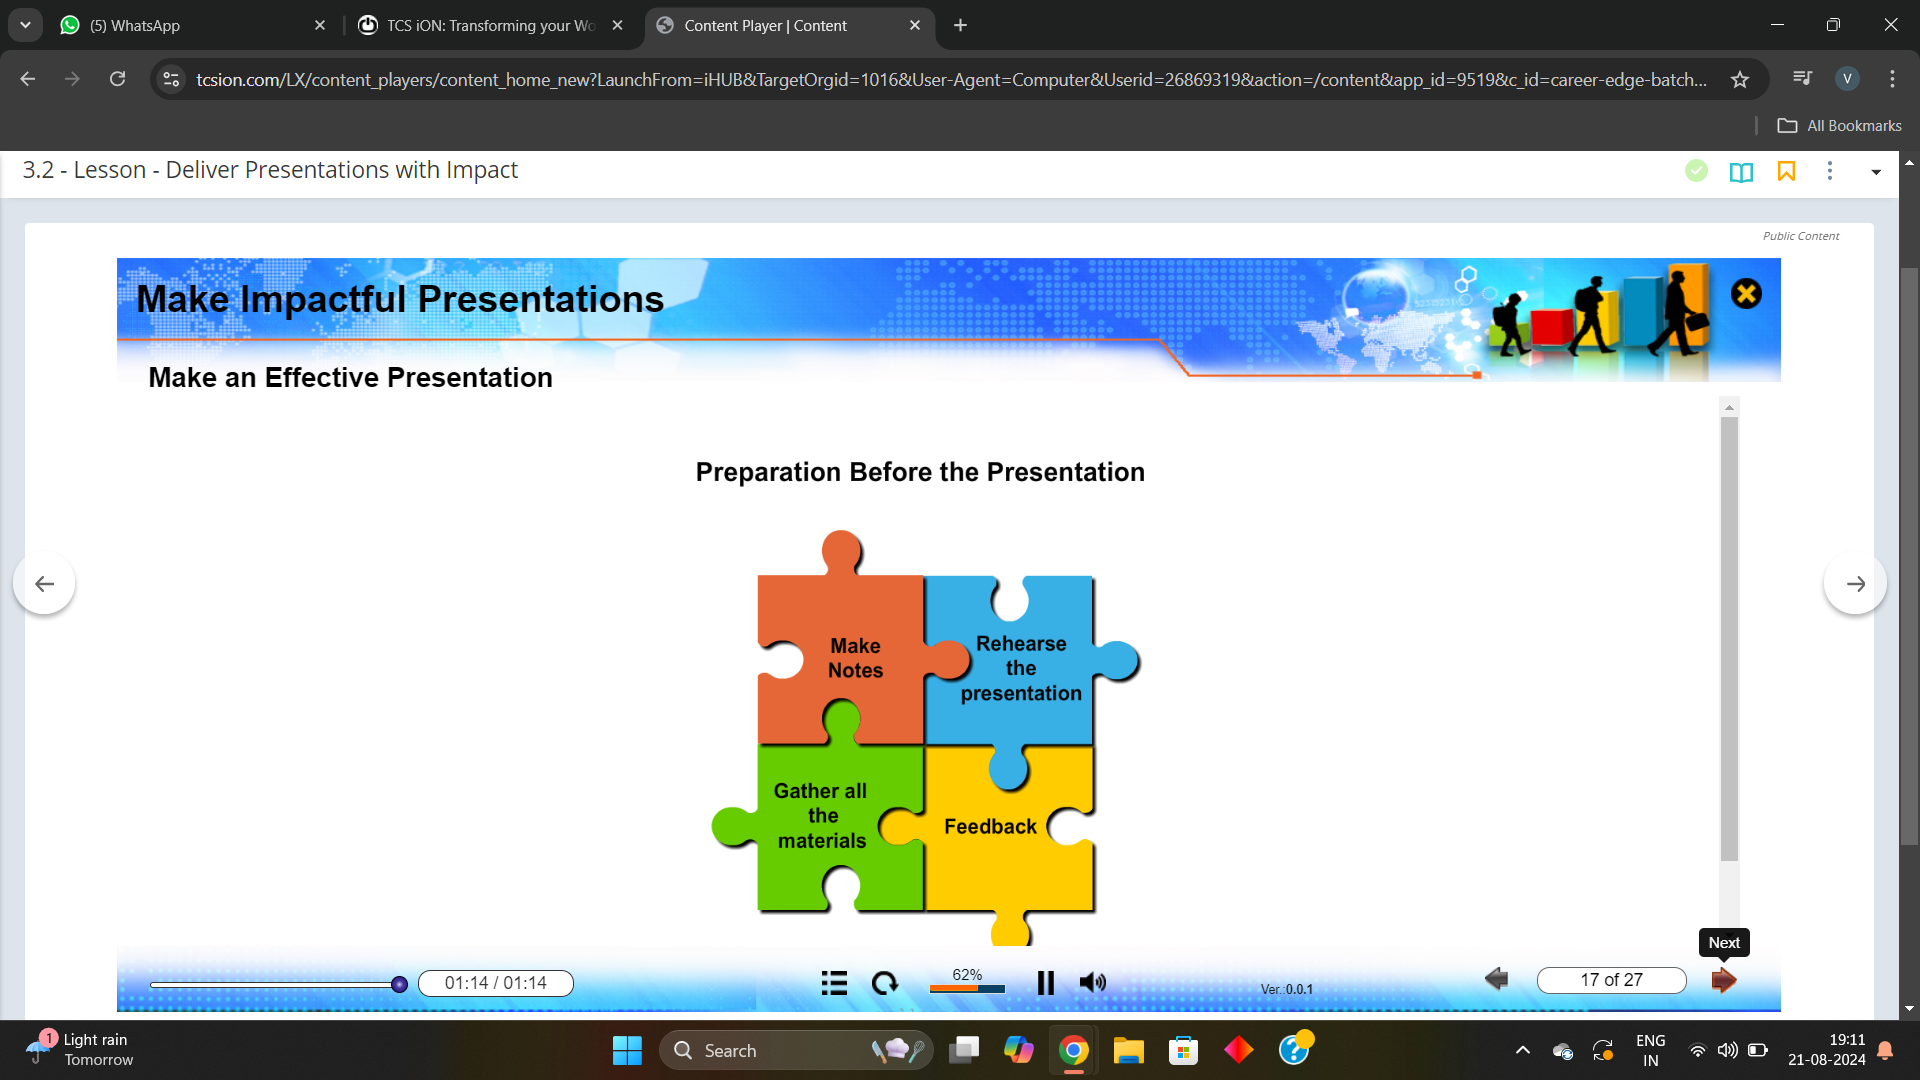 (5) WhatsApp
TCS iON: Transforming your Wo
Content Player | Content
tcsion.com/LX/content_players/content_home_new?LaunchFrom=iHUB&TargetOrgid=1016&User-Agent=Computer&Userid=26869319&action=/content&app_id=9519&c_id=career-edge-batch...
V
All Bookmarks
3.2 - Lesson - Deliver Presentations with Impact
Public Content
Make Impactful Presentations
Make an Effective Presentation
Preparation Before the Presentation
Make
Notes
Rehearse
the
presentation
Gather all
the
materials
Feedback
Next
01:14 / 01:14
62%
Ver.:0.0.1
17 of 27
1
Light rain
Tomorrow
Search
ENG
IN
19:11
21-08-2024